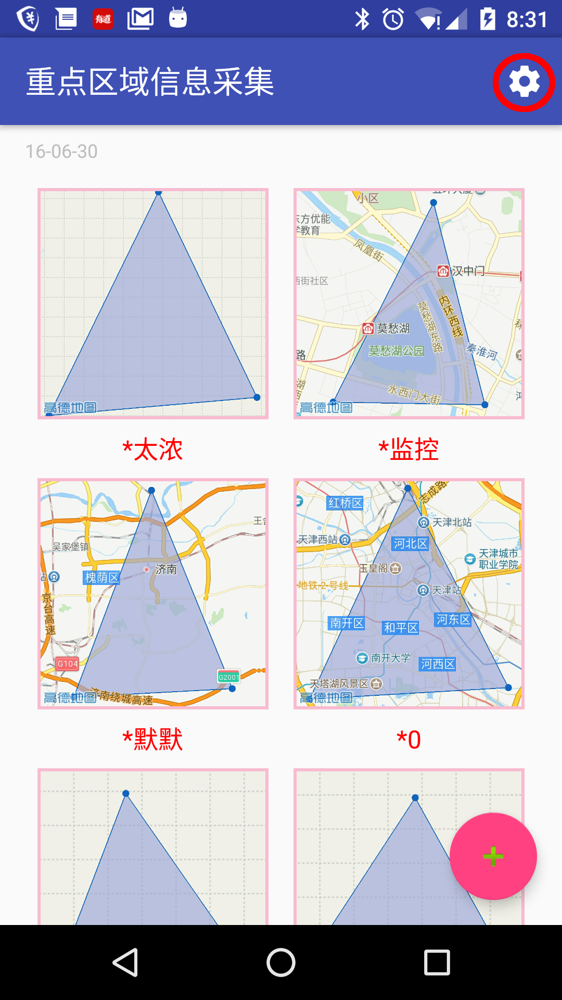 有道
8:31
重点区域信息采集
16-06-30
高德地图
小区
东方优能
学教育
凤凰街
汉中门
西街社区
内环西线
莫愁湖东路
莫愁湖
莫愁湖公园
秦淮河
路
水西门大街
高德地图
*太浓
*监控
吴家堡镇
济南
槐荫区
京台高速
G104
G2001
济南绕城高速
高德地图
志成路
红桥区
天津北站
天津西站
河北区
天津城市
职业学院
玉皇阁
地铁2号线
天津站
南开区
和平区
河东区
南开大学
河西区
天塔湖风景区
高德地图
*默默
*0